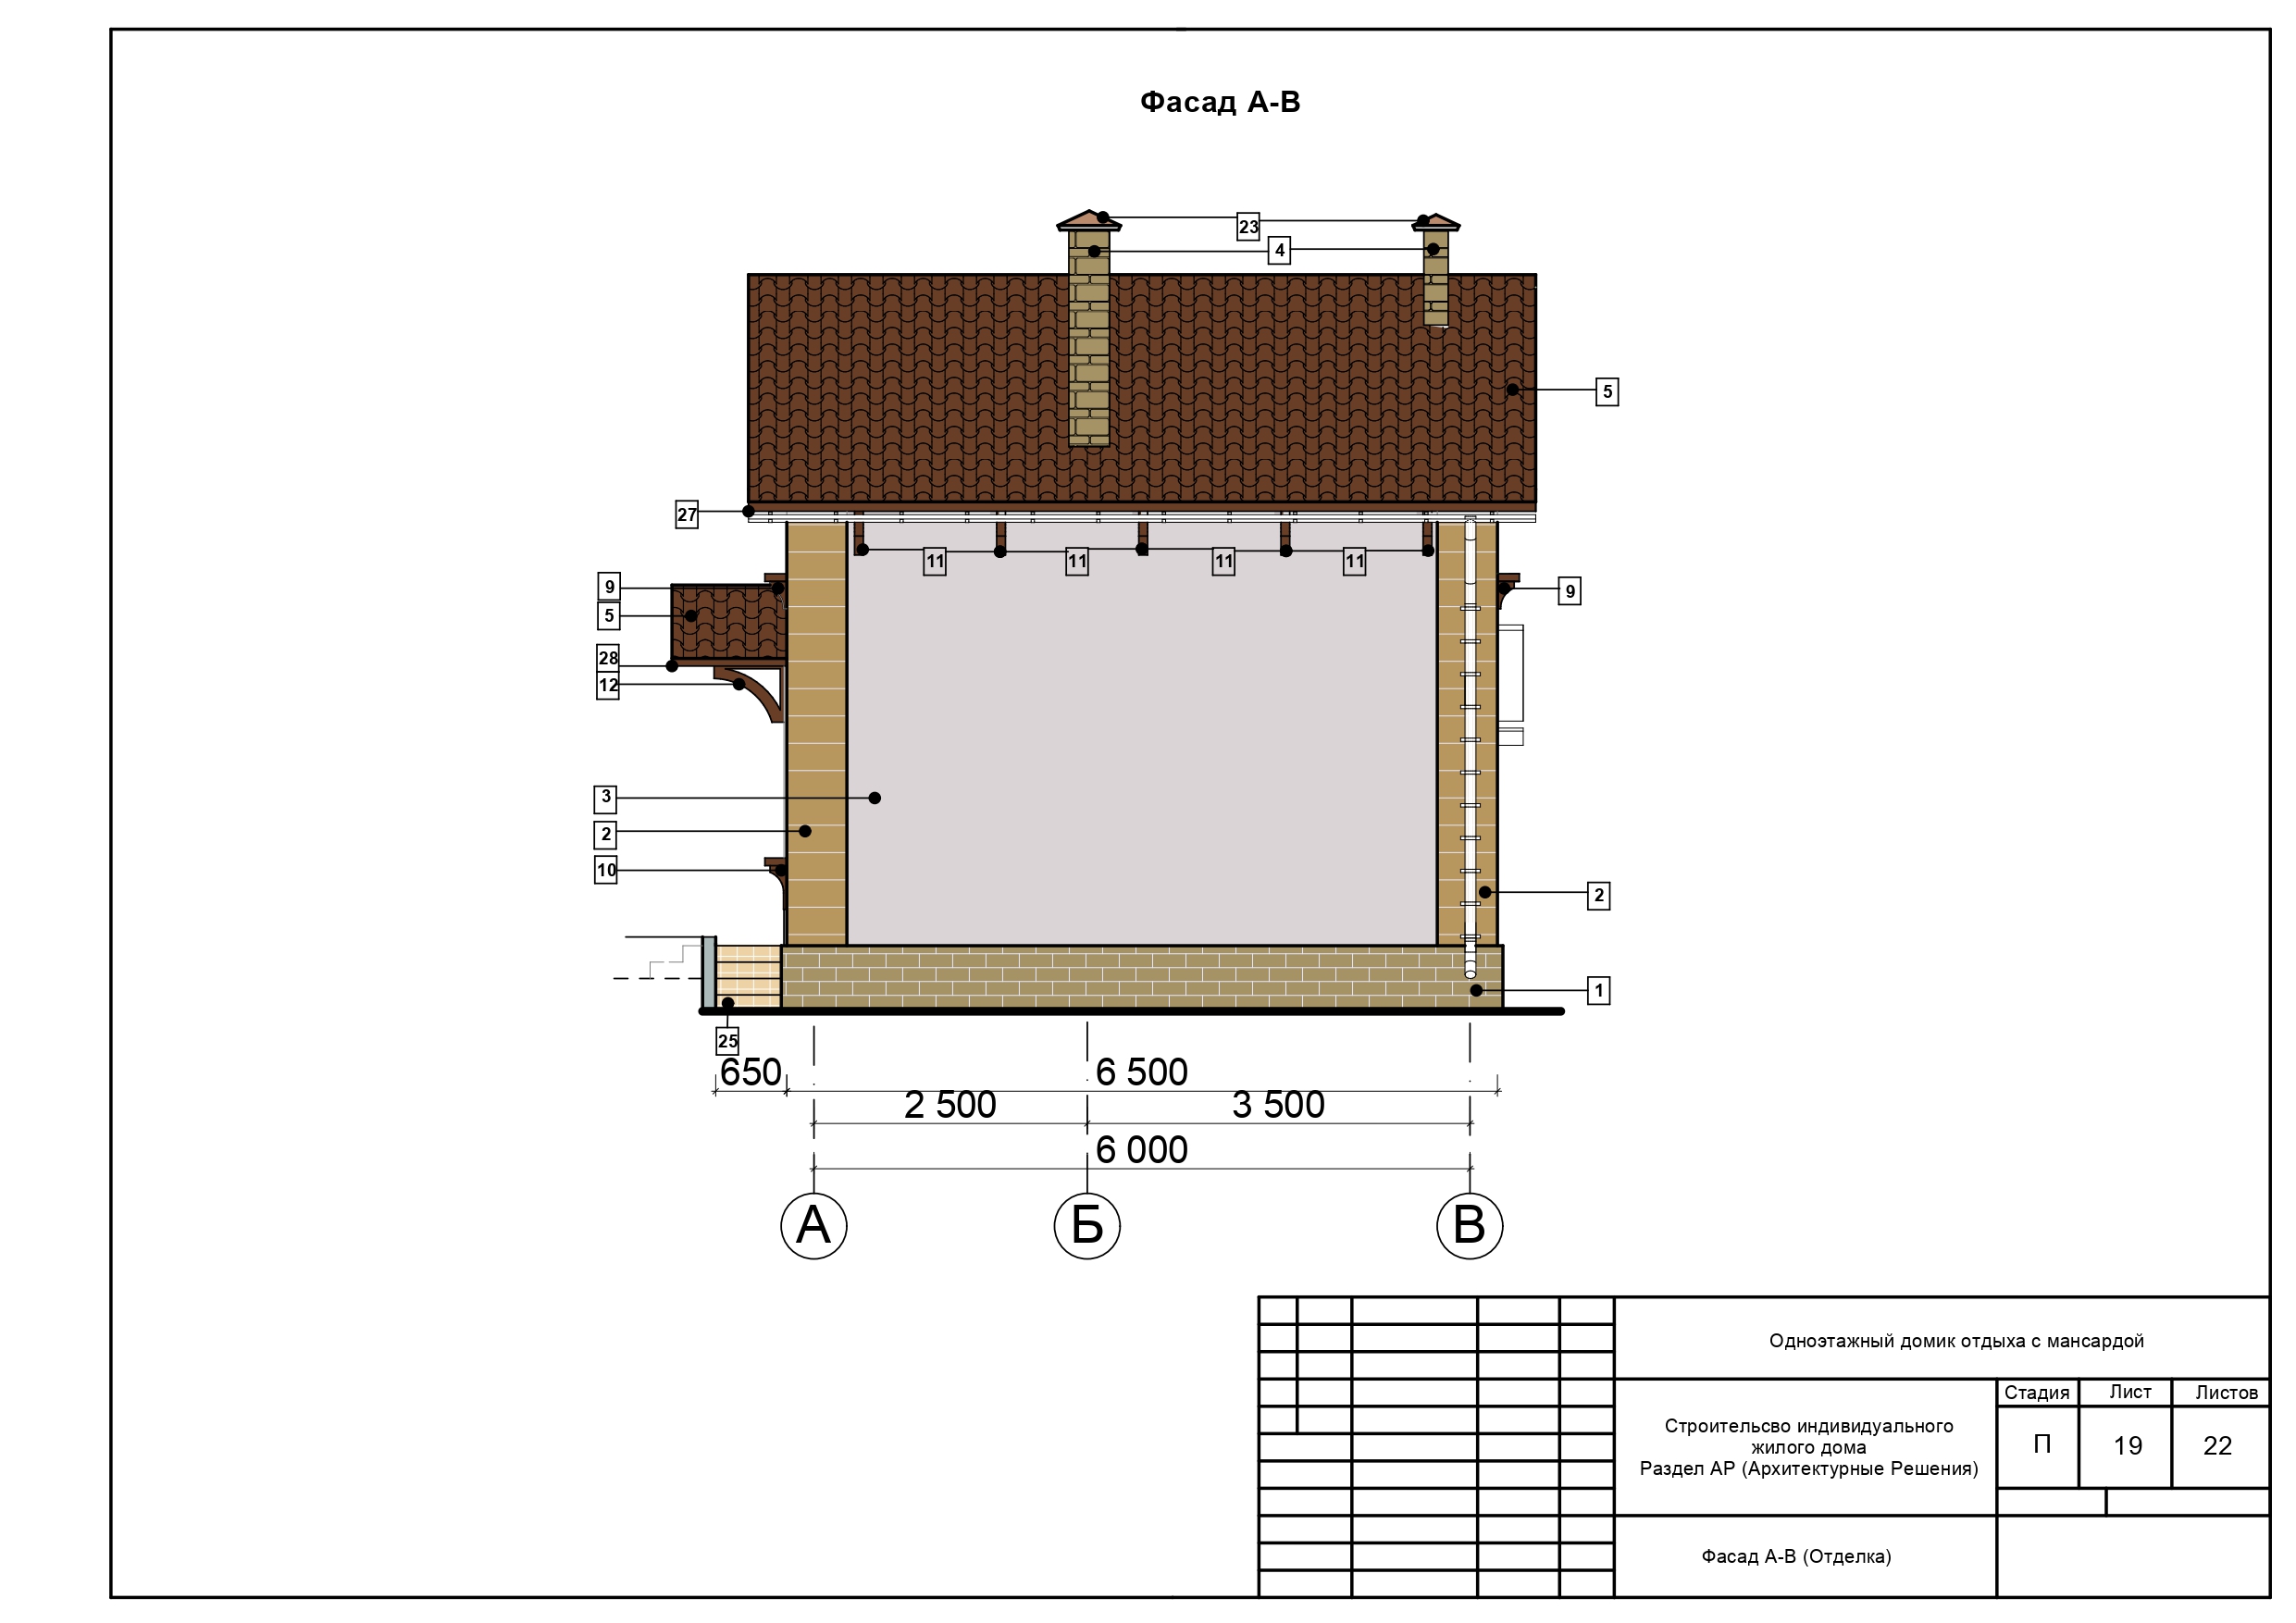 Фасад А-В
23
4
5
27
11 11 11 11
9
5
9
28
12
3
2
10
2
1
25
650 6 500
2 500 3 500
6 000
А Б В
Одноэтажный домик отдыха с мансардой
Стадия Лист Листов
Строительсво индивидуального
жилого дома
Раздел АР (Архитектурные Решения)
П 19 22
Фасад А-В (Отделка)